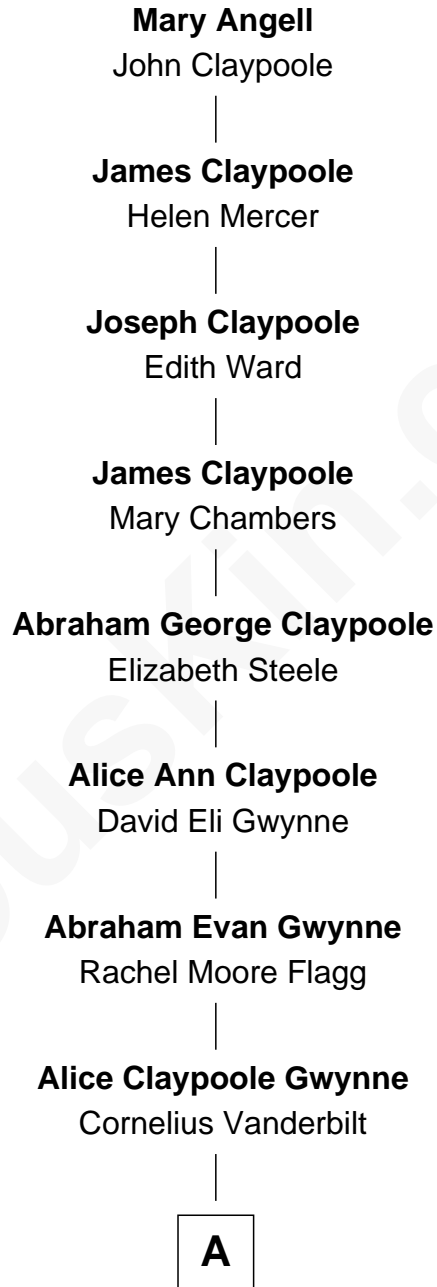 Mary Angell
John Claypoole
James Claypoole
Helen Mercer
Joseph Claypoole
Edith Ward
James Claypoole
Mary Chambers
Abraham George Claypoole
Elizabeth Steele
Alice Ann Claypoole
David Eli Gwynne
Abraham Evan Gwynne
Rachel Moore Flagg
Alice Claypoole Gwynne
Cornelius Vanderbilt
A